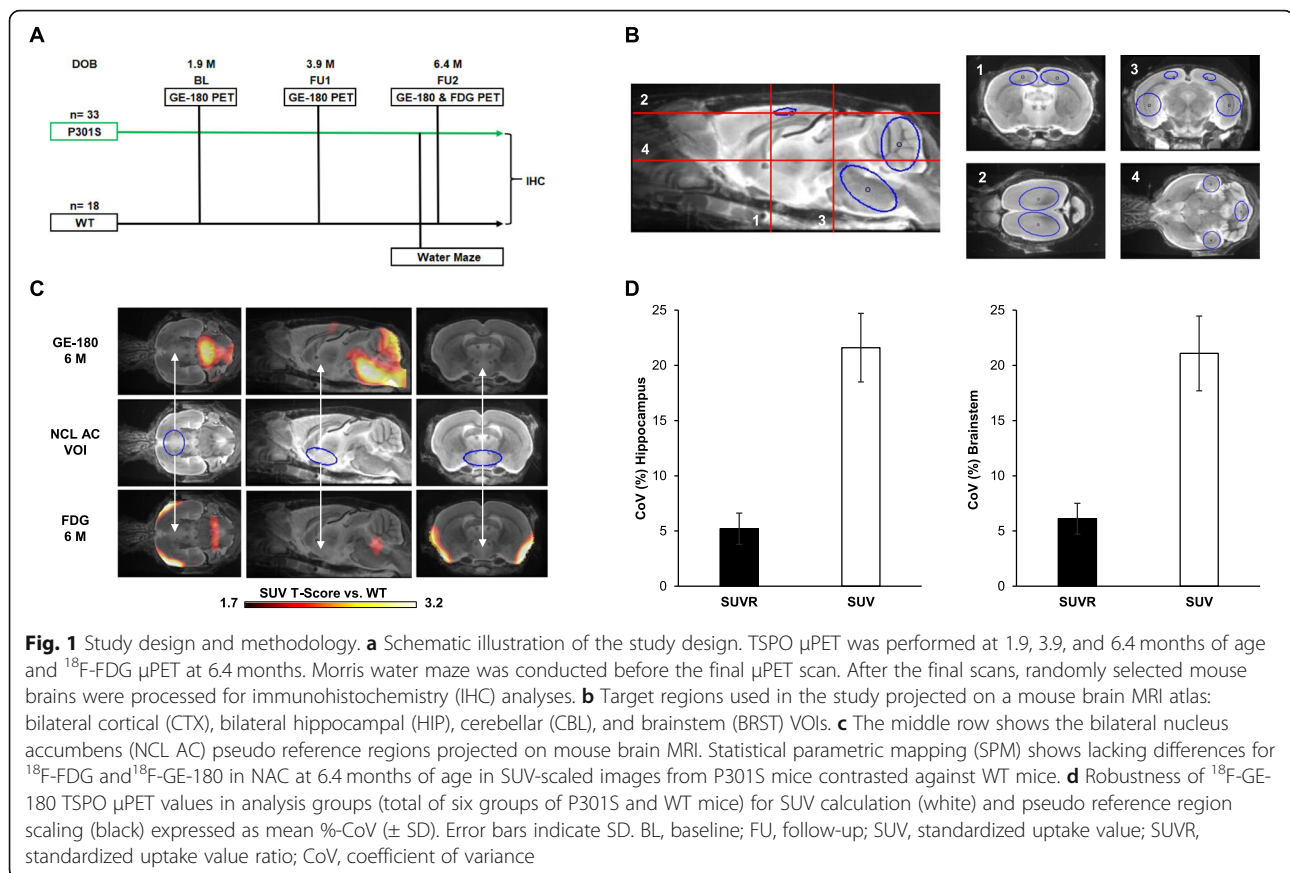 A
DOB
1.9 M
3.9 M
6.4 M
BL
FU1
FU2
GE-180 PET
GE-180 PET
GE-180 & FDG PET
n= 33
P301S
IHC
n= 18
WT
Water Maze
B
2
4
1
3
1
3
2
4
C
GE-180
6 M
NCL AC
VOI
FDG
6 M
SUV T-Score vs. WT
1.7
3.2
D
CoV (%) Hippocampus
25
20
15
10
5
0
SUVR
SUV
CoV (%) Brainstem
25
20
15
10
5
0
SUVR
SUV
Fig. 1 Study design and methodology. a Schematic illustration of the study design. TSPO μPET was performed at 1.9, 3.9, and 6.4 months of age
and 18F-FDG μPET at 6.4 months. Morris water maze was conducted before the final μPET scan. After the final scans, randomly selected mouse
brains were processed for immunohistochemistry (IHC) analyses. b Target regions used in the study projected on a mouse brain MRI atlas:
bilateral cortical (CTX), bilateral hippocampal (HIP), cerebellar (CBL), and brainstem (BRST) VOIs. c The middle row shows the bilateral nucleus
accumbens (NCL AC) pseudo reference regions projected on mouse brain MRI. Statistical parametric mapping (SPM) shows lacking differences for
18F-FDG and18F-GE-180 in NAC at 6.4 months of age in SUV-scaled images from P301S mice contrasted against WT mice. d Robustness of 18F-GE-
180 TSPO μPET values in analysis groups (total of six groups of P301S and WT mice) for SUV calculation (white) and pseudo reference region
scaling (black) expressed as mean %-CoV (± SD). Error bars indicate SD. BL, baseline; FU, follow-up; SUV, standardized uptake value; SUVR,
standardized uptake value ratio; CoV, coefficient of variance